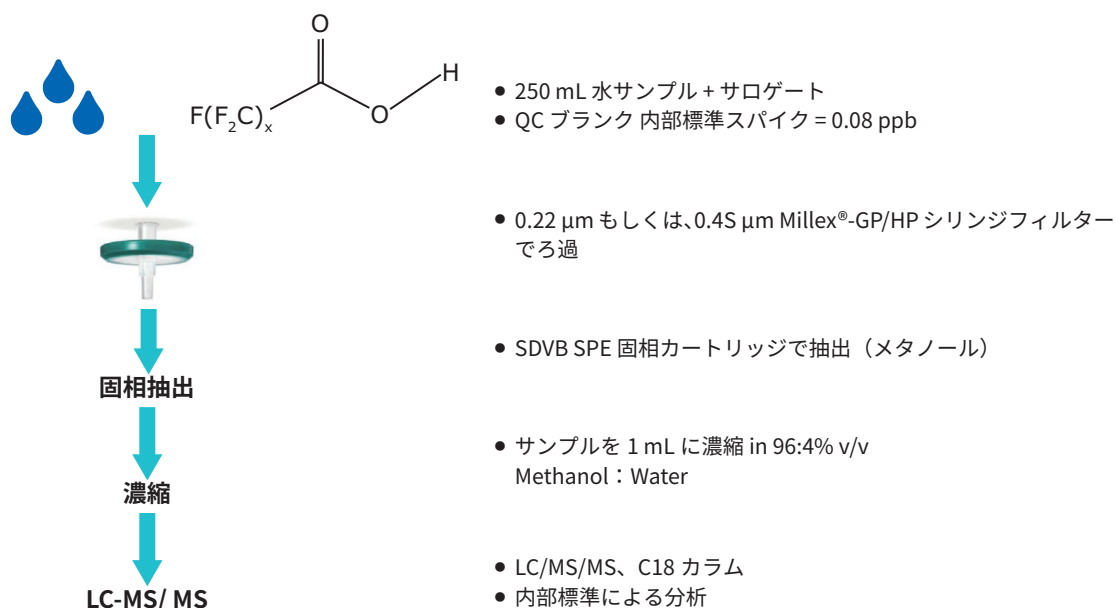 O
H
F(F₂C)ₓ
O
• 250 mL 水サンプル + サロゲート
• QC ブランク 内部標準スパイク = 0.08 ppb
• 0.22 µm もしくは、0.4S µm Millex®-GP/HP シリンジフィルター
でろ過
• SDVB SPE 固相カートリッジで抽出（メタノール）
固相抽出
• サンプルを 1 mL に濃縮 in 96:4% v/v
Methanol：Water
濃縮
• LC/MS/MS、C18 カラム
• 内部標準による分析
LC-MS/ MS